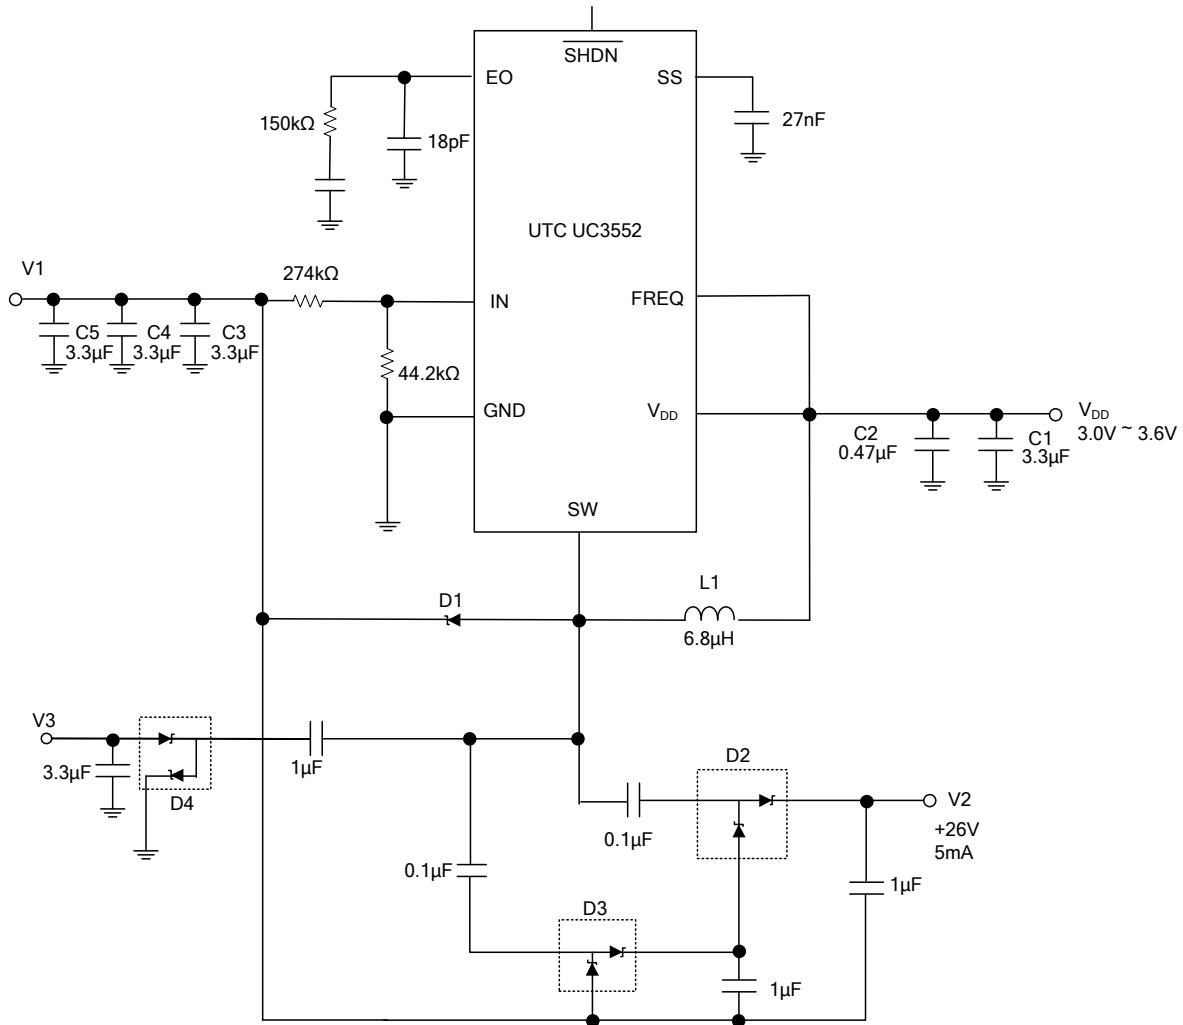 SHDN
EO
SS
150kΩ
18pF
27nF
UTC UC3552
V1
274kΩ
IN
FREQ
C5
3.3µF
C4
3.3µF
C3
3.3µF
44.2kΩ
GND
VDD
C2
0.47µF
C1
3.3µF
VDD
3.0V ~ 3.6V
SW
L1
6.8µH
D1
V3
3.3µF
D4
1µF
D2
0.1µF
V2
+26V
5mA
0.1µF
1µF
D3
1µF